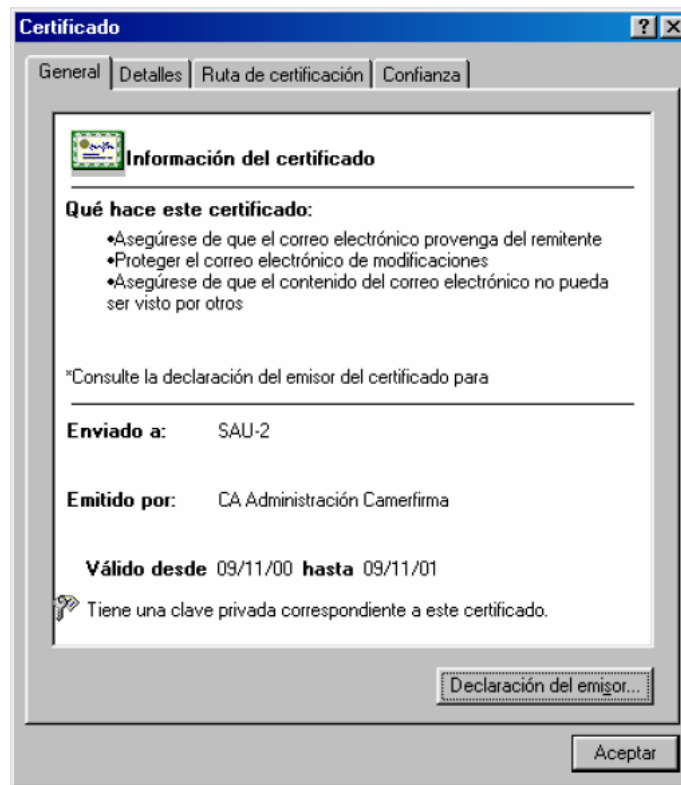 Certificado
General Detalles Ruta de certificación Confianza
Información del certificado
Qué hace este certificado:
•Asegúrese de que el correo electrónico provenga del remitente
•Proteger el correo electrónico de modificaciones
•Asegúrese de que el contenido del correo electrónico no pueda
ser visto por otros
*Consulte la declaración del emisor del certificado para
Enviado a: SAU-2
Emitido por: CA Administración Camerfirma
Válido desde 09/11/00 hasta 09/11/01
Tiene una clave privada correspondiente a este certificado.
Declaración del emisor...
Aceptar